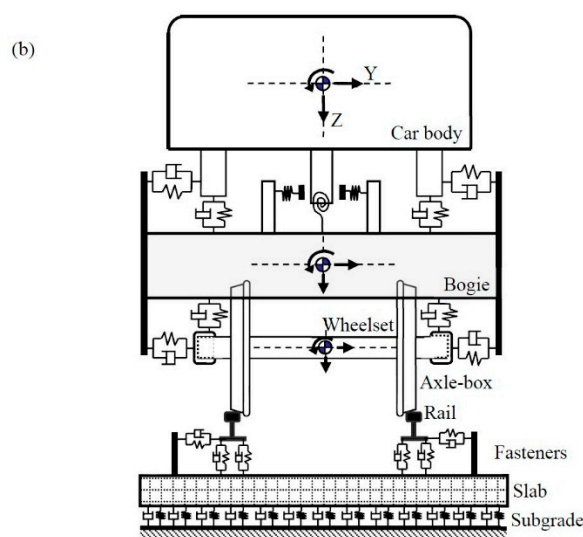 (b)
Y
Z
Car body
Bogie
Wheelset
Axle-box
Rail
Fasteners
Slab
Subgrade